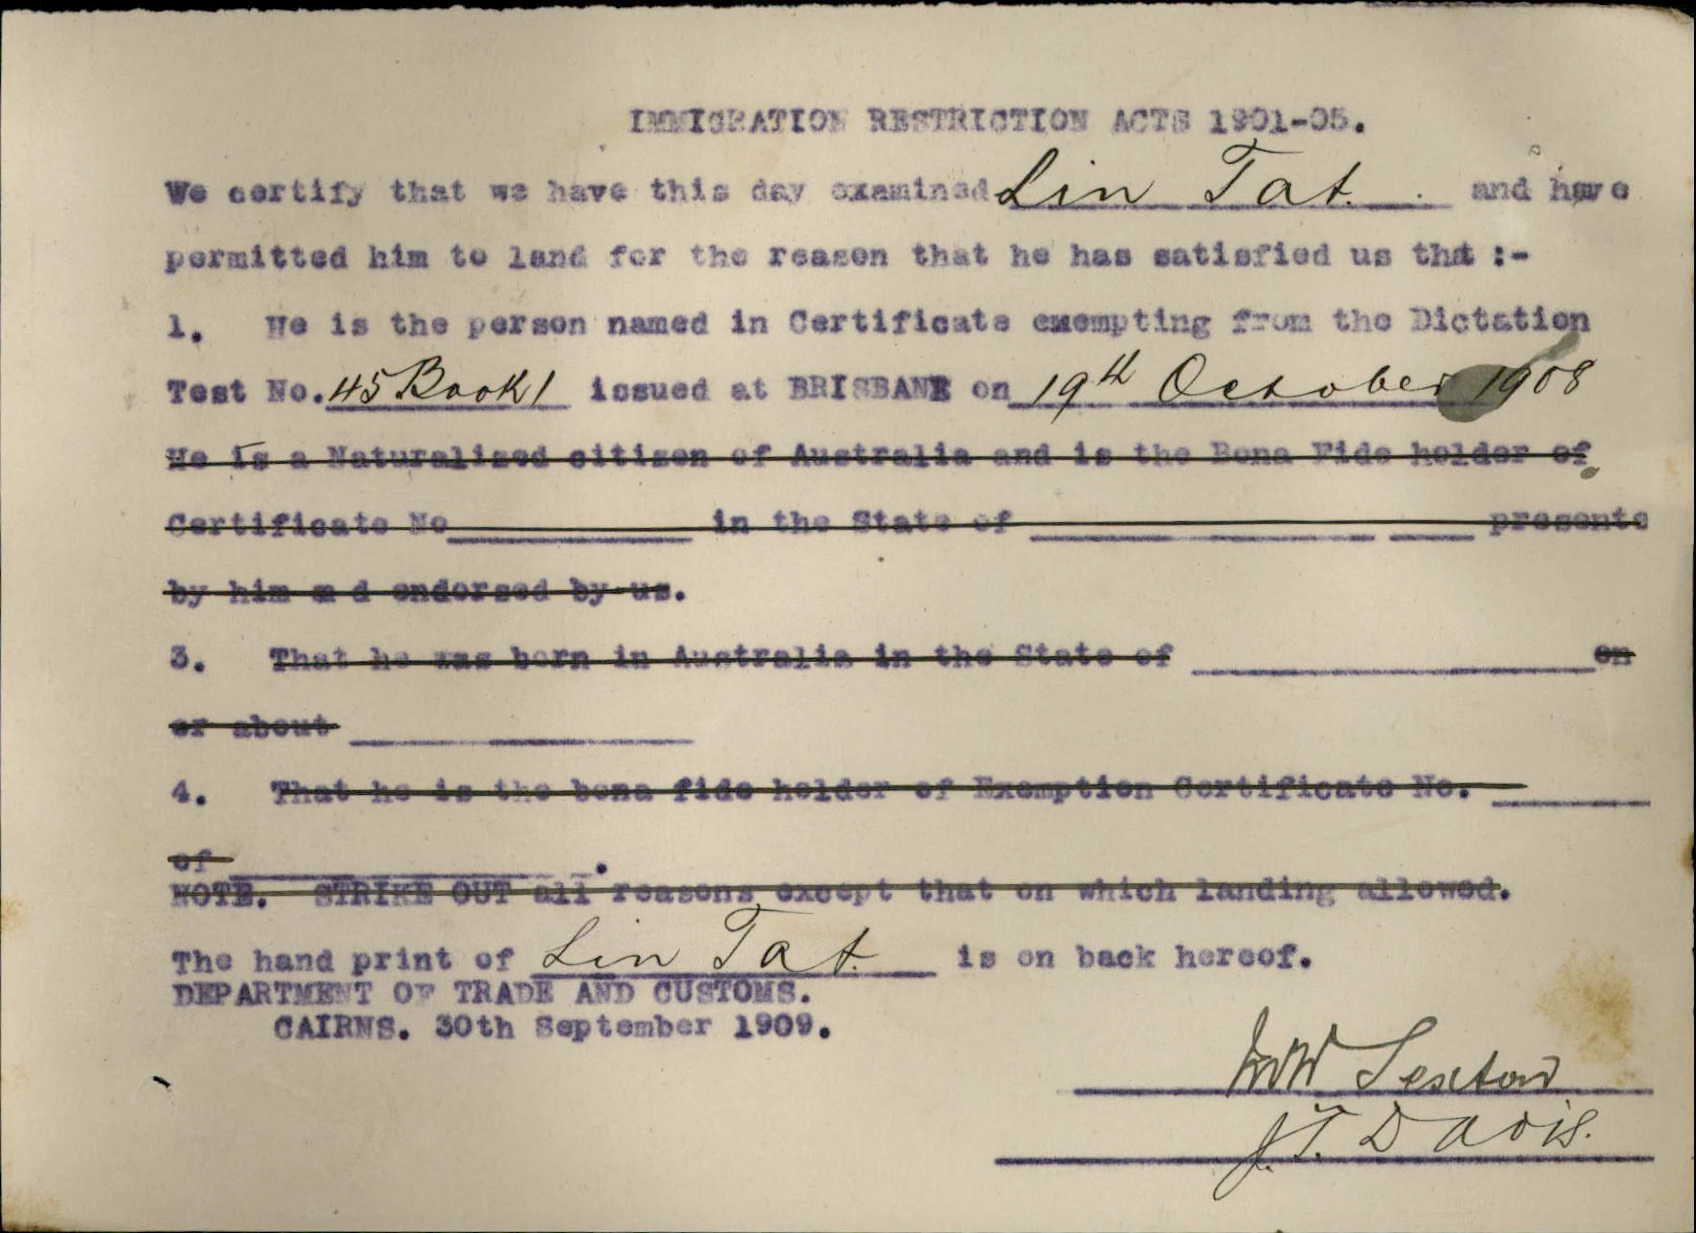 IMMIGRATION RESTRICTION ACTS 1901-05.
We certify that we have this day examined Lin Tat. and have
permitted him to land for the reason that he has satisfied us that :-
1. He is the person named in Certificate exempting from the Dictation
Test No. 45 Book 1 issued at BRISBANE on 19th October 1908
He is a Naturalized citizen of Australia and is the Bona Fide holder of
Certificate No in the State of presente
by him and endorsed by us.
3. That he was born in Australia in the State of on
or about
4. That he is the bona fide holder of Exemption Certificate No.
of .
NOTE. STRIKE OUT all reasons except that on which landing allowed.
The hand print of Lin Tat. is on back hereof.
DEPARTMENT OF TRADE AND CUSTOMS.
CAIRNS. 30th September 1909.
Sexton
J.T. Davis.